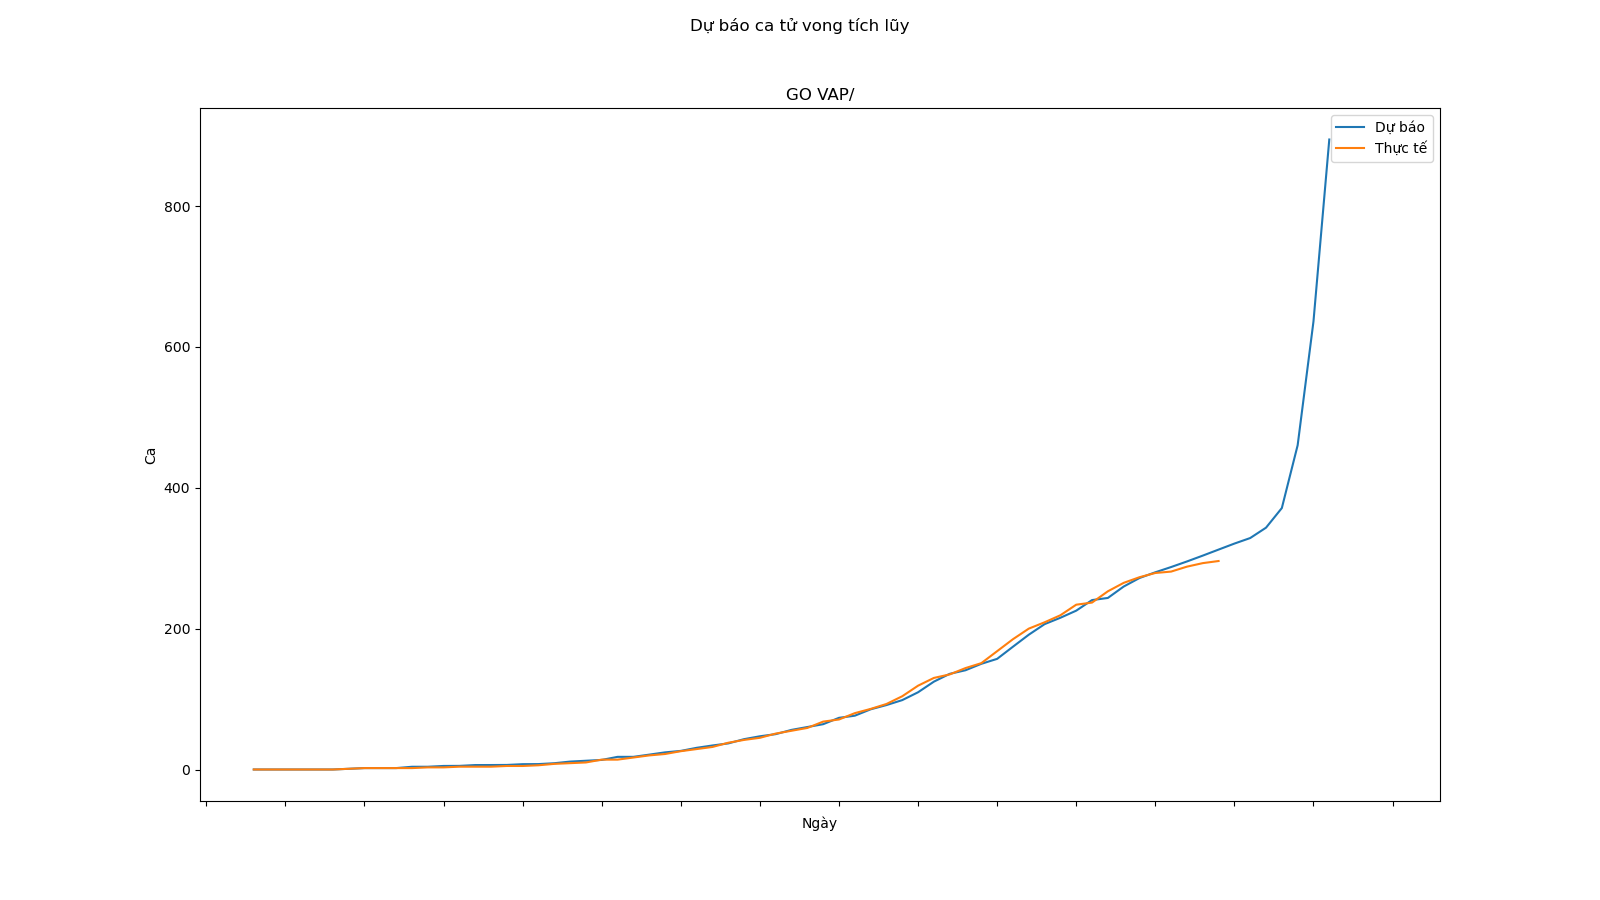 Dự báo ca tử vong tích lũy
GO VAP/
Dự báo
Thực tế
800
600
400
200
0
Ca
Ngày